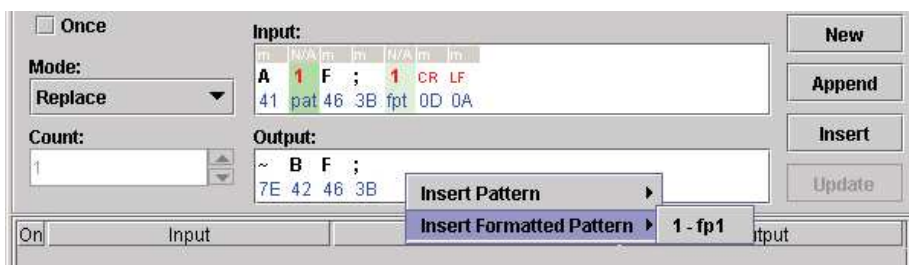 Once
Input:
New
m N/A m m N/A m m
Mode:
A 1 F ; 1 CR LF
Replace
41 pat 46 3B fpt 0D 0A
Append
Count:
Output:
Insert
1
~ B F ;
7E 42 46 3B
Update
Insert Pattern
Insert Formatted Pattern
1 - fp1
On Input